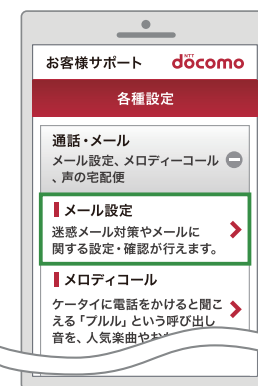 お客様サポート
NTT
döcomo
各種設定
通話・メール
メール設定、メロディーコール
、声の宅配便
メール設定
迷惑メール対策やメールに
関する設定・確認が行えます。
メロディコール
ケータイに電話をかけると聞こ
える「プルル」という呼び出し
音を、人気楽曲や